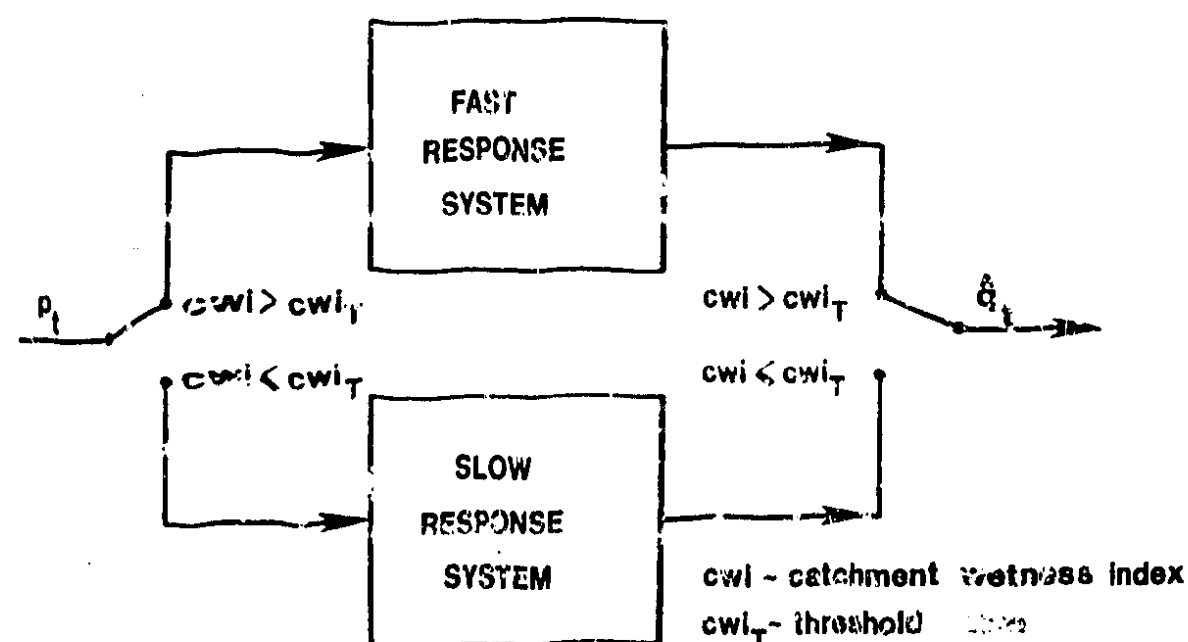 FAST
RESPONSE
SYSTEM
p_t
cwi > cwi_T
cwi > cwi_T
Q̂_t
cwi ⩽ cwi_T
cwi ⩽ cwi_T
SLOW
RESPONSE
SYSTEM
cwi ~ catchment wetness index
cwi_T ~ threshold